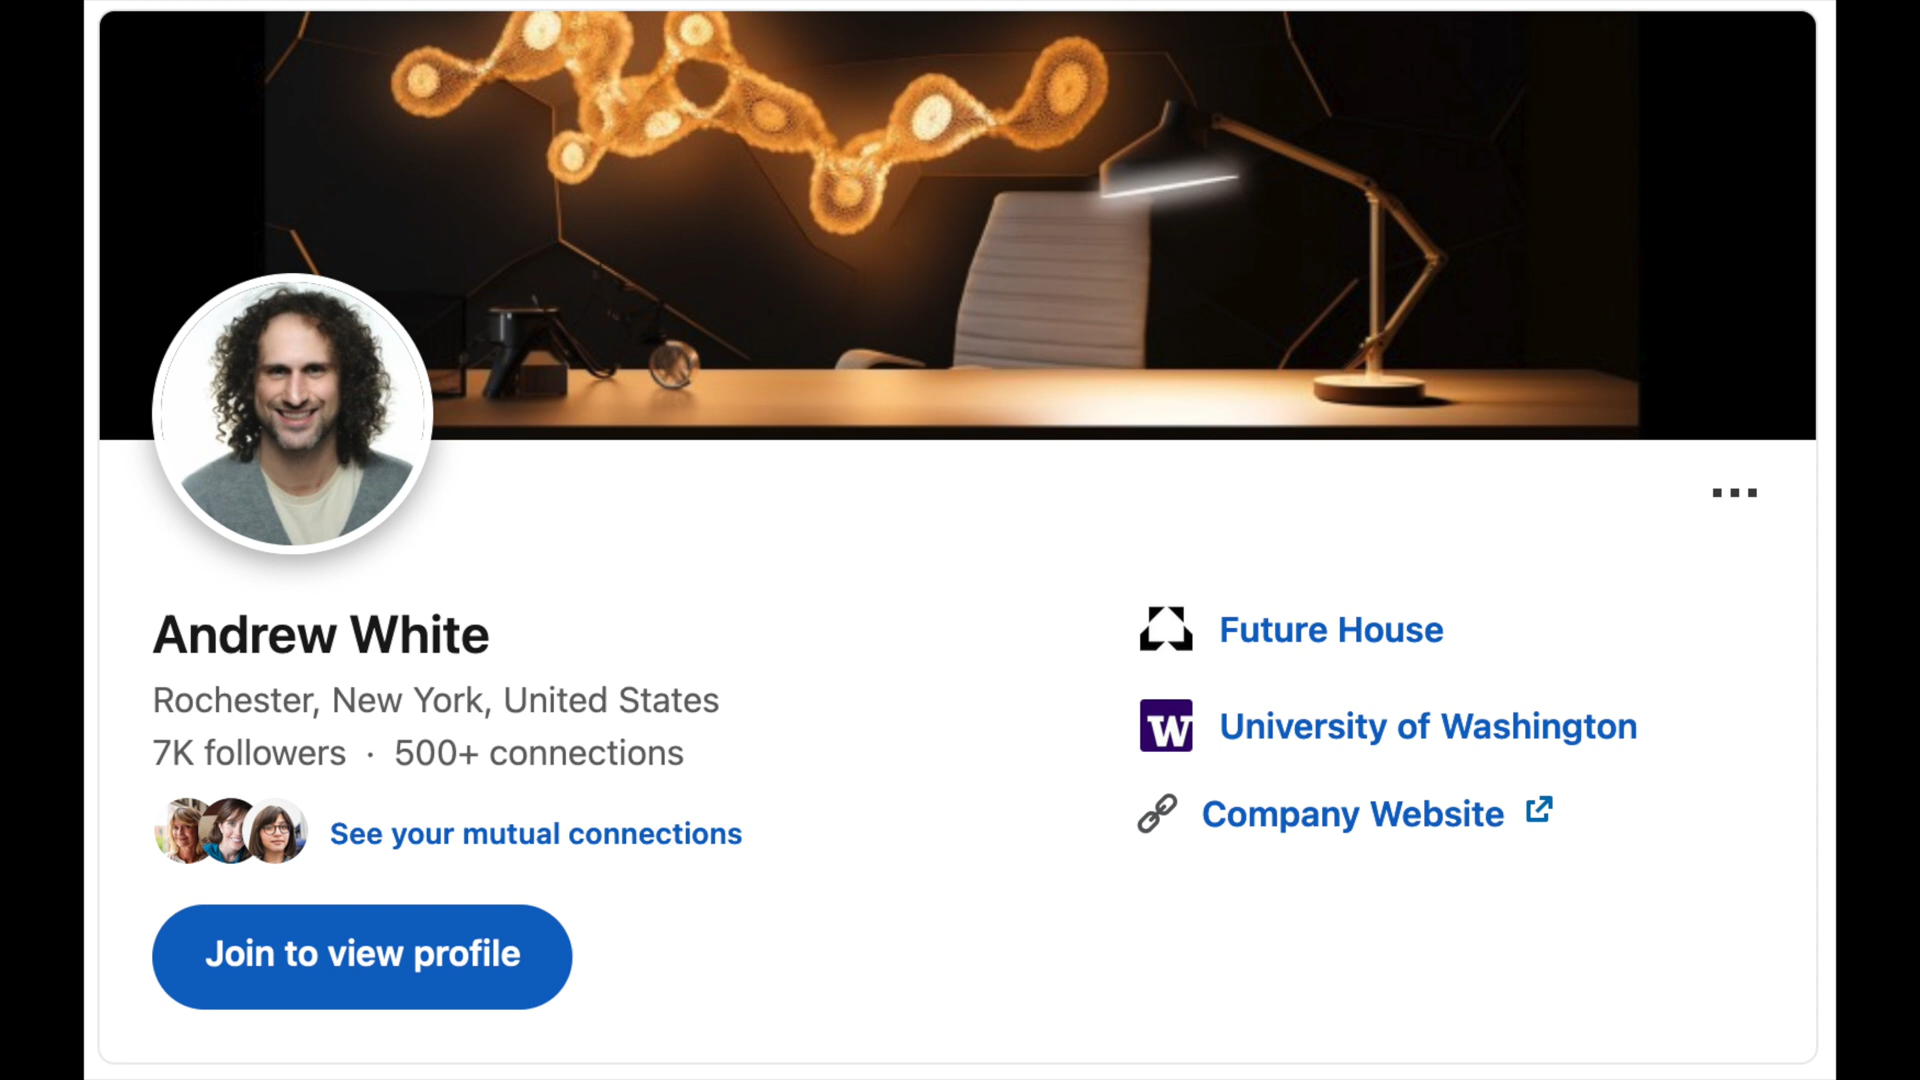 Andrew White
Rochester, New York, United States
7K followers · 500+ connections
See your mutual connections
Join to view profile
Future House
W University of Washington
Company Website